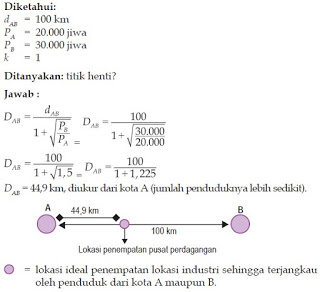 Diketahui:
d_AB = 100 km
P_A = 20.000 jiwa
P_B = 30.000 jiwa
k = 1
Ditanyakan: titik henti?
Jawab :
D_AB = d_AB / (1 + √(P_B / P_A)) = D_AB = 100 / (1 + √(30.000 / 20.000))
D_AB = 100 / (1 + √1,5) = D_AB = 100 / (1 + 1,225)
D_AB = 44,9 km, diukur dari kota A (jumlah penduduknya lebih sedikit).
A 44,9 km B
100 km
Lokasi penempatan pusat perdagangan
= lokasi ideal penempatan lokasi industri sehingga terjangkau
oleh penduduk dari kota A maupun B.